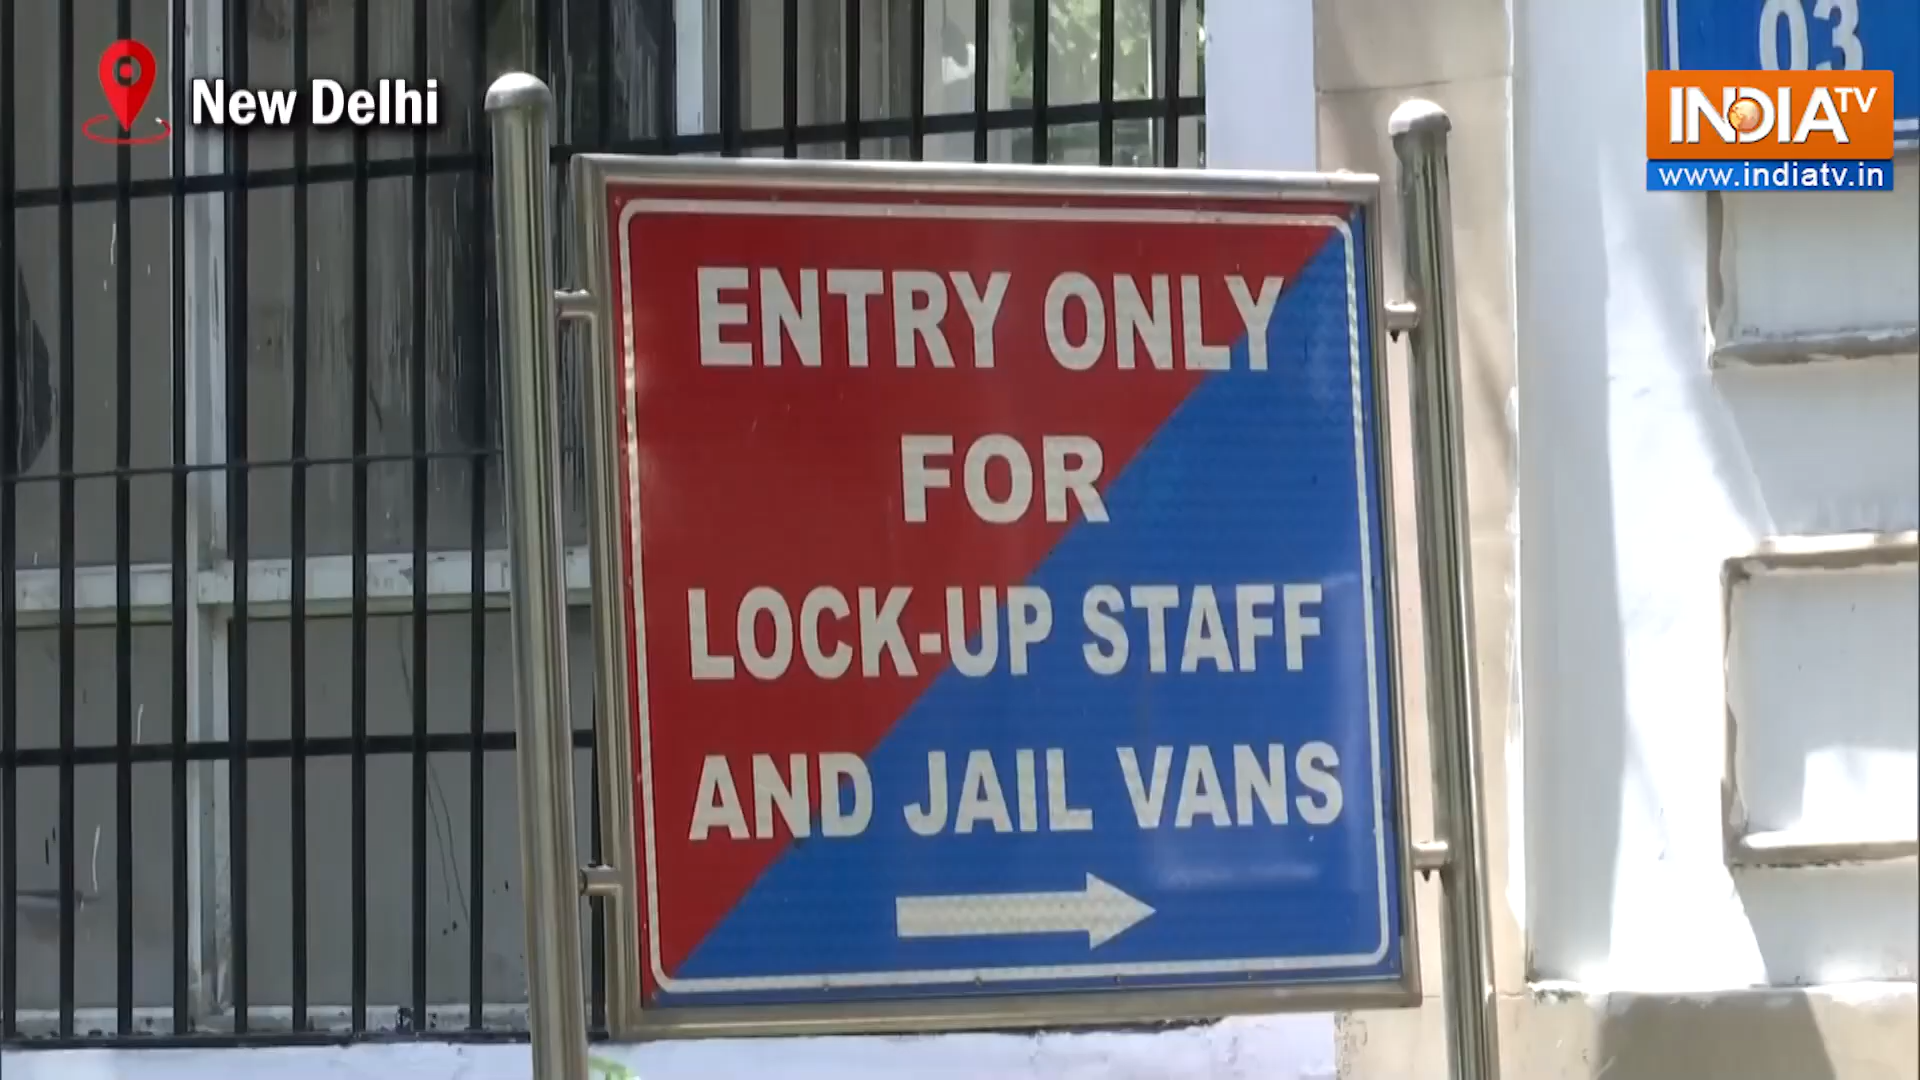 New Delhi
03
INDIA TV
www.indiatv.in
ENTRY ONLY
FOR
LOCK-UP STAFF
AND JAIL VANS